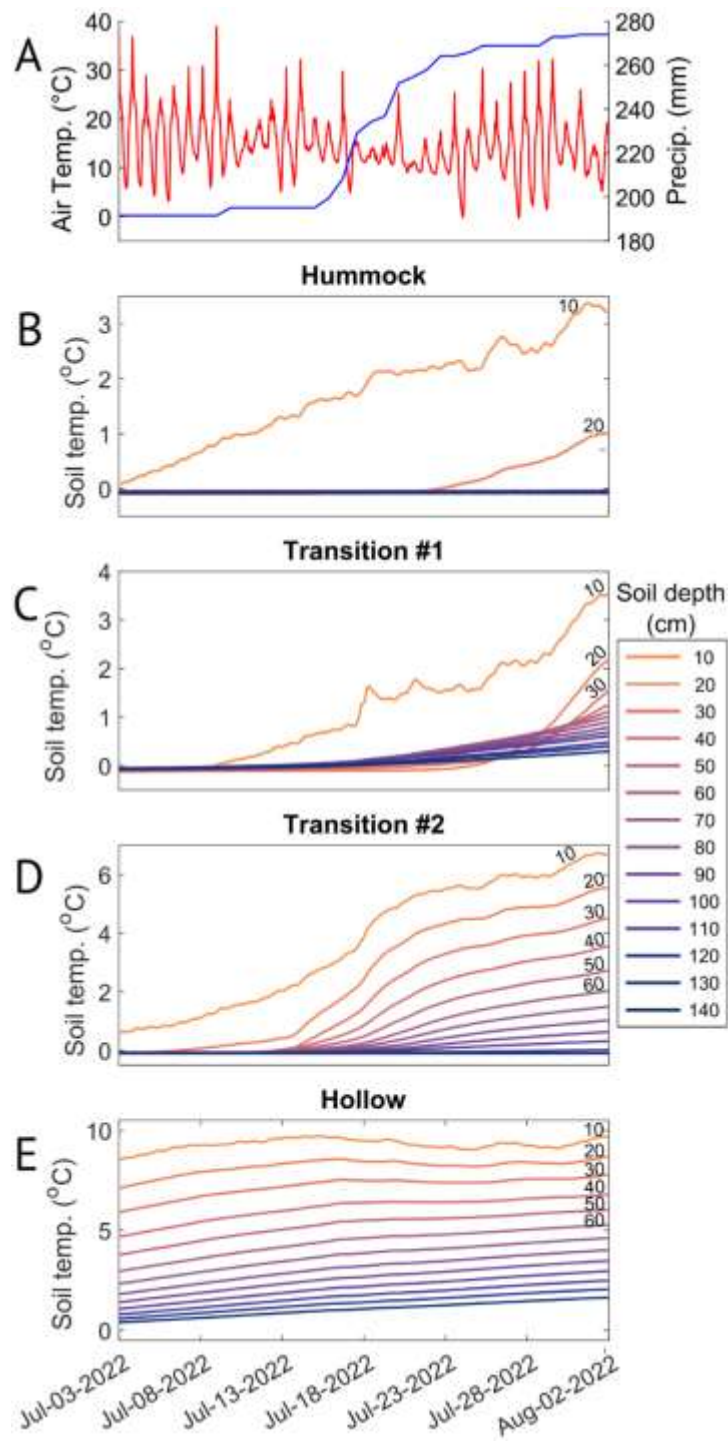 A
Air Temp. (°C)
40
30
20
10
0
280
260
240
220
200
180
Precip. (mm)
Hummock
B
Soil temp. (°C)
3
2
1
0
10
20
Transition #1
C
Soil temp. (°C)
4
3
2
1
0
10
20
30
Soil depth
(cm)
10
20
30
40
50
60
70
80
90
100
110
120
130
140
Transition #2
D
Soil temp. (°C)
6
4
2
0
10
20
30
40
50
60
Hollow
E
Soil temp. (°C)
10
5
0
10
20
30
40
50
60
Jul-03-2022
Jul-08-2022
Jul-13-2022
Jul-18-2022
Jul-23-2022
Jul-28-2022
Aug-02-2022